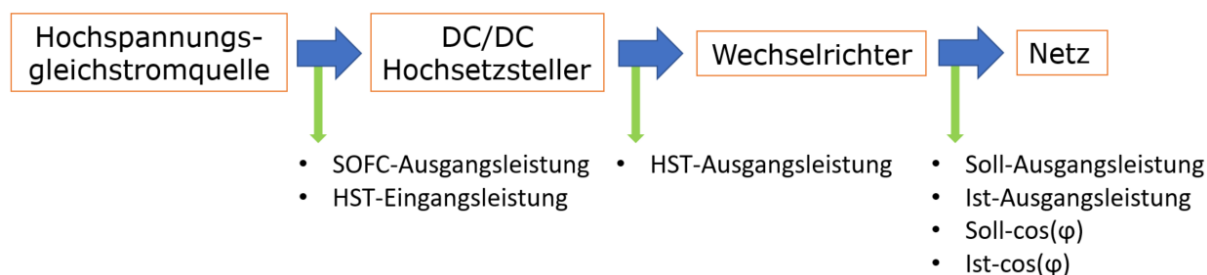 Hochspannungs-
gleichstromquelle
DC/DC
Hochsetzsteller
Wechselrichter
Netz
• SOFC-Ausgangsleistung
• HST-Eingangsleistung
• HST-Ausgangsleistung
• Soll-Ausgangsleistung
• Ist-Ausgangsleistung
• Soll-cos(φ)
• Ist-cos(φ)